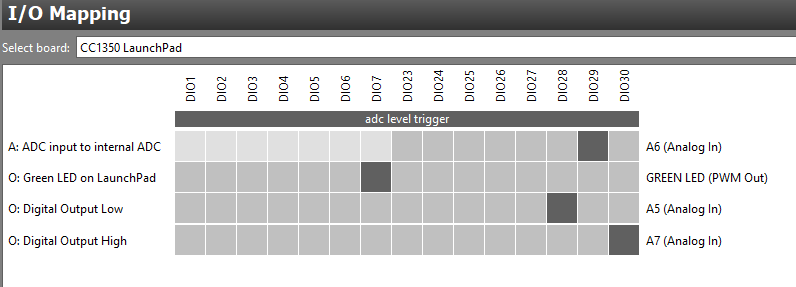 I/O Mapping
Select board: CC1350 LaunchPad
DIO1 DIO2 DIO3 DIO4 DIO5 DIO6 DIO7 DIO23 DIO24 DIO25 DIO26 DIO27 DIO28 DIO29 DIO30
adc level trigger
A: ADC input to internal ADC A6 (Analog In)
O: Green LED on LaunchPad GREEN LED (PWM Out)
O: Digital Output Low A5 (Analog In)
O: Digital Output High A7 (Analog In)